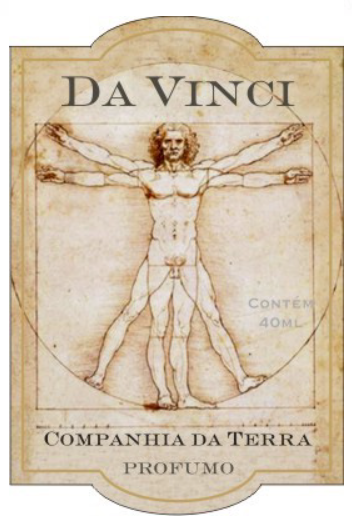 DA VINCI
CONTÉM
40ML
COMPANHIA DA TERRA
PROFUMO